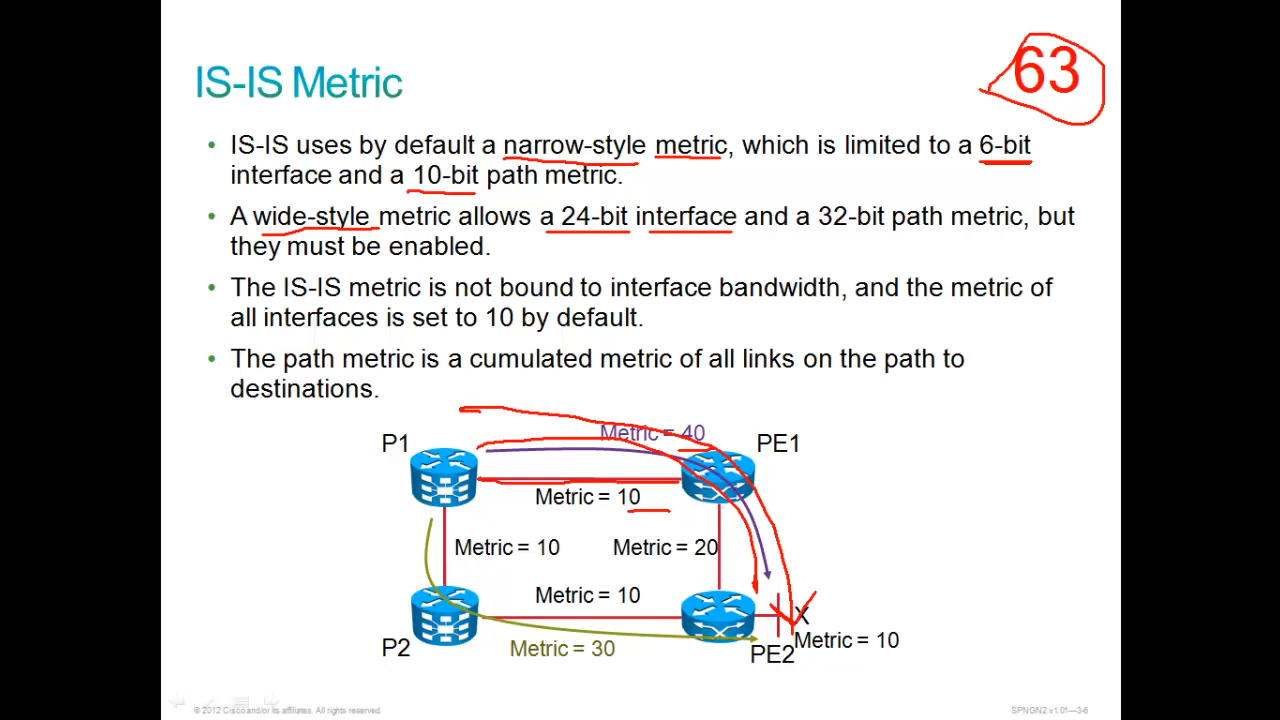 63
IS-IS Metric
• IS-IS uses by default a narrow-style metric, which is limited to a 6-bit
interface and a 10-bit path metric.
• A wide-style metric allows a 24-bit interface and a 32-bit path metric, but
they must be enabled.
• The IS-IS metric is not bound to interface bandwidth, and the metric of
all interfaces is set to 10 by default.
• The path metric is a cumulated metric of all links on the path to
destinations.
P1
Metric = 40
PE1
Metric = 10
Metric = 10
Metric = 20
Metric = 10
X
P2
Metric = 30
PE2
Metric = 10
© 2012 Cisco and/or its affiliates. All rights reserved.
SPNGN2 v1.01—3-6